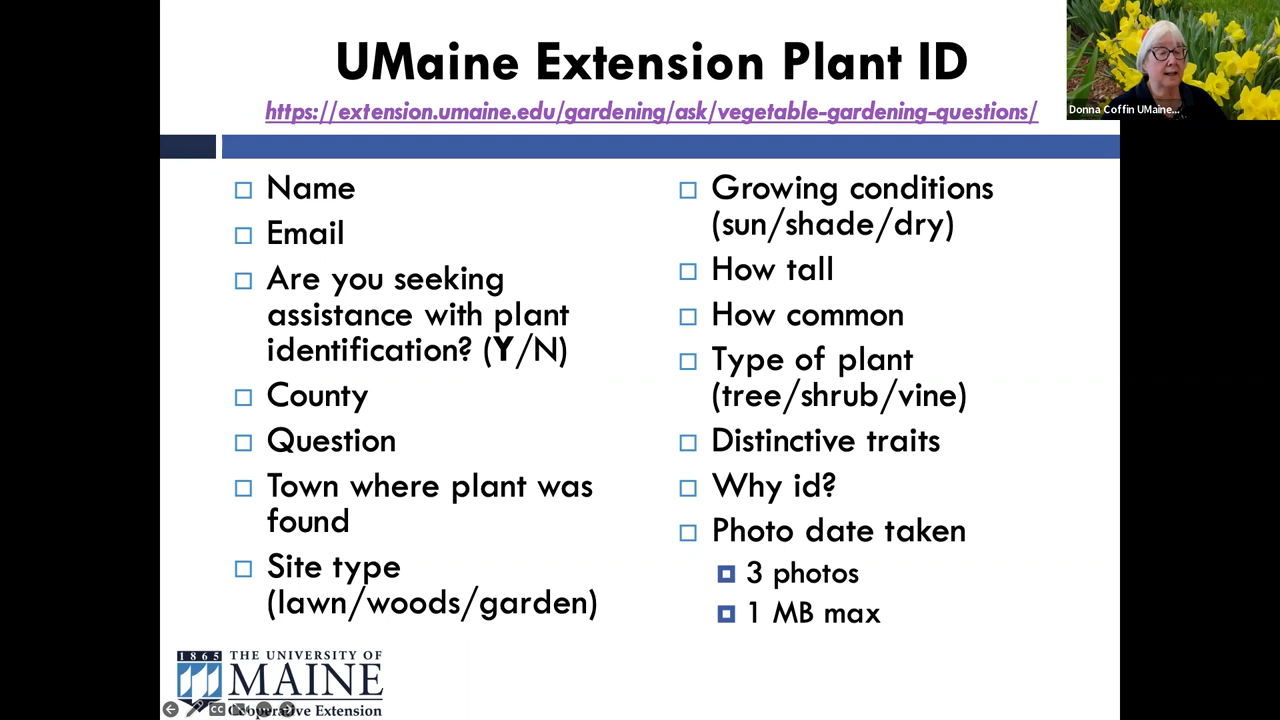 UMaine Extension Plant ID
https://extension.umaine.edu/gardening/ask/vegetable-gardening-questions/
Donna Coffin UMaine...
Name
Email
Are you seeking
assistance with plant
identification? (Y/N)
County
Question
Town where plant was
found
Site type
(lawn/woods/garden)
Growing conditions
(sun/shade/dry)
How tall
How common
Type of plant
(tree/shrub/vine)
Distinctive traits
Why id?
Photo date taken
3 photos
1 MB max
1865 THE UNIVERSITY OF
MAINE
Cooperative Extension
CC